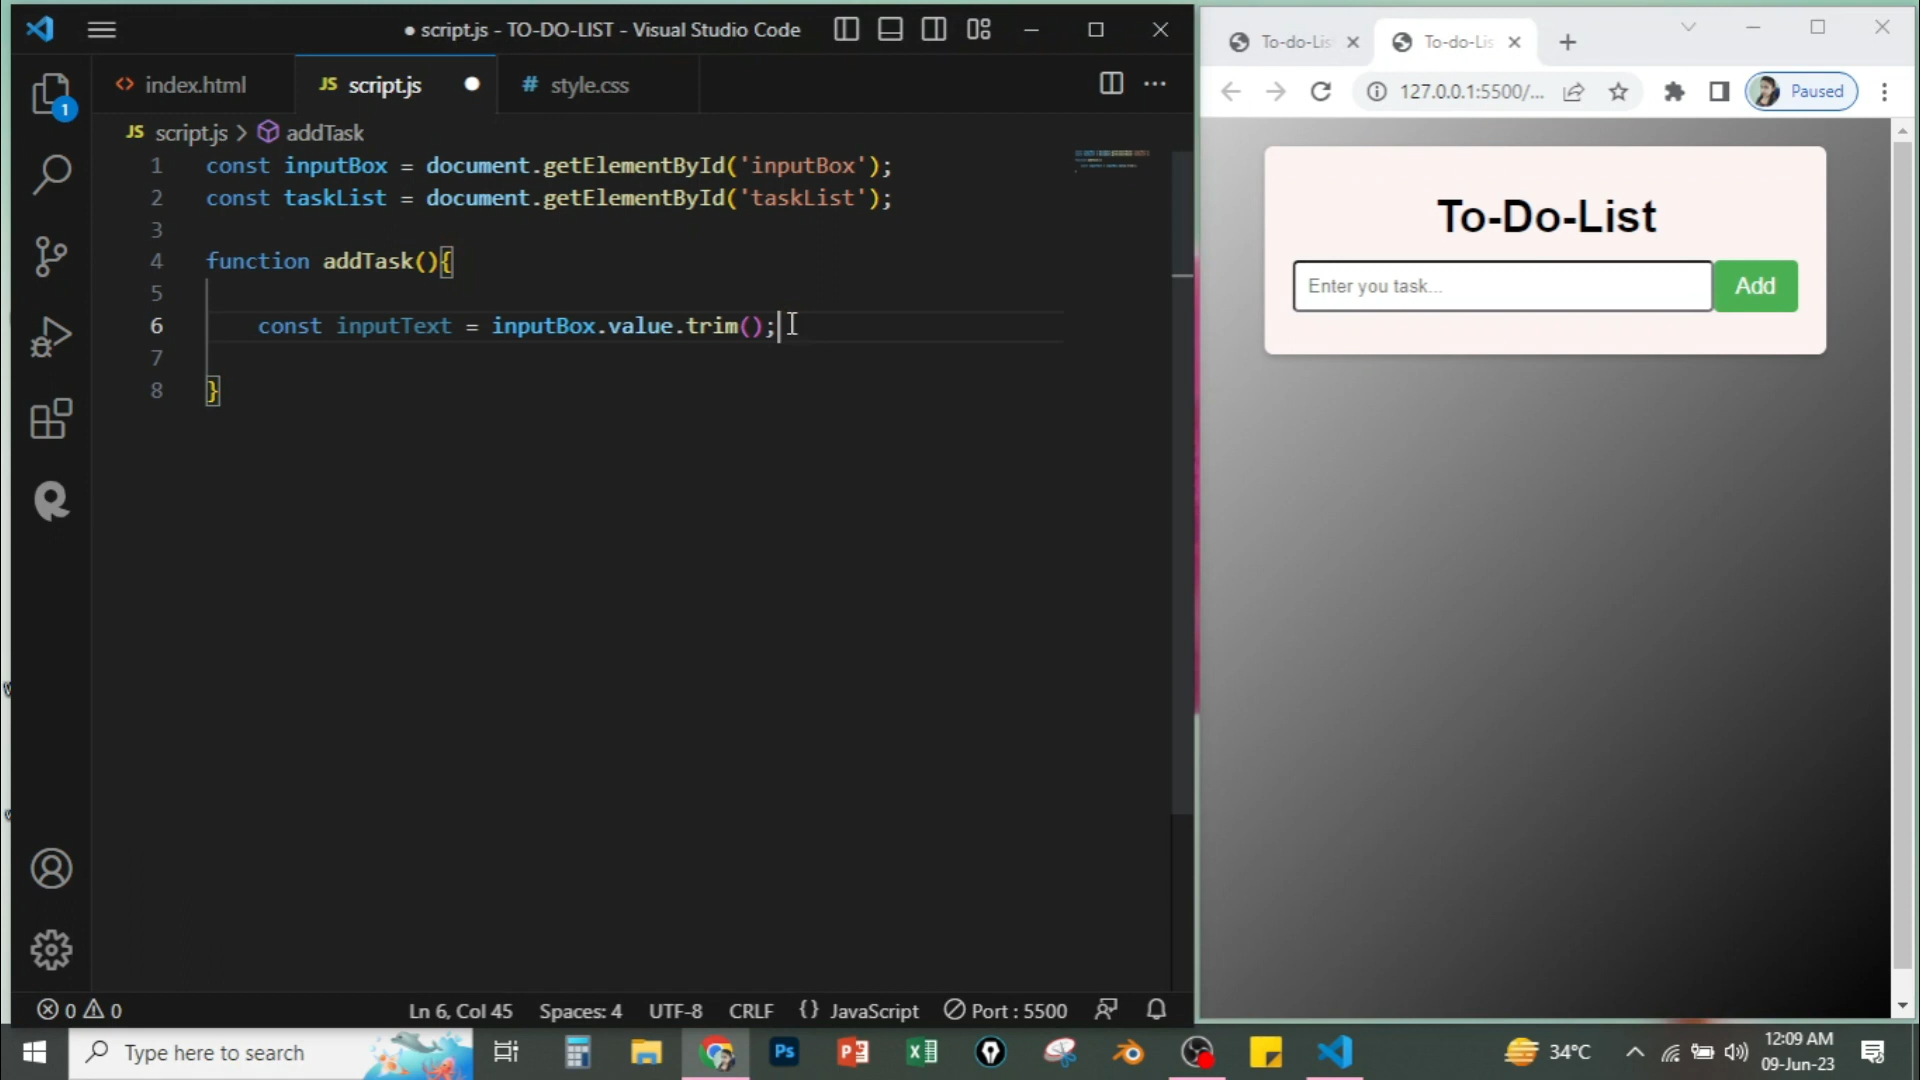 ● script.js - TO-DO-LIST - Visual Studio Code
<> index.html
JS script.js ●
# style.css
JS script.js > addTask
1 const inputBox = document.getElementById('inputBox');
2 const taskList = document.getElementById('taskList');
3
4 function addTask(){
5
6 const inputText = inputBox.value.trim();
7
8 }
1
0 0
Ln 6, Col 45
Spaces: 4
UTF-8
CRLF
{} JavaScript
Port : 5500
To-do-Lis
To-do-Lis
127.0.0.1:5500/...
Paused
To-Do-List
Enter you task...
Add
Type here to search
Ps
34°C
12:09 AM
09-Jun-23